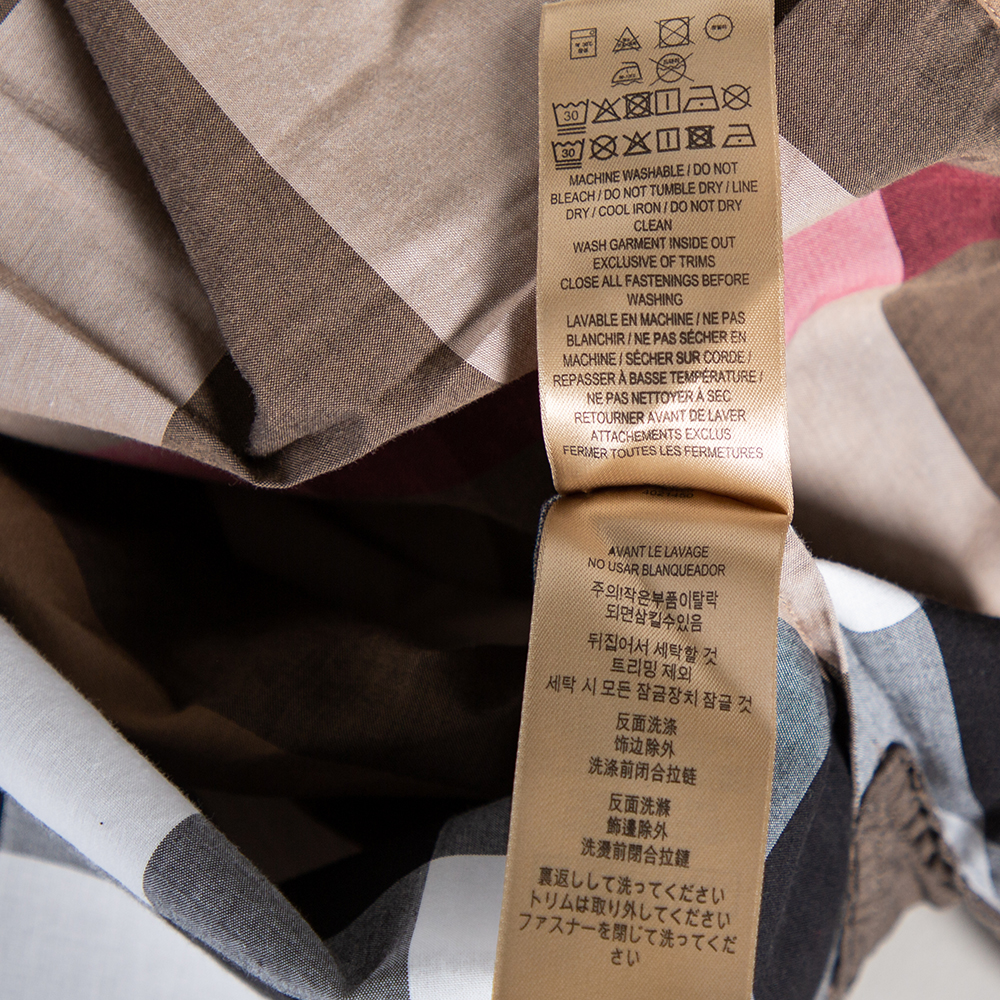 30
30
MACHINE WASHABLE / DO NOT
BLEACH / DO NOT TUMBLE DRY / LINE
DRY / COOL IRON / DO NOT DRY
CLEAN
WASH GARMENT INSIDE OUT
EXCLUSIVE OF TRIMS
CLOSE ALL FASTENINGS BEFORE
WASHING
LAVABLE EN MACHINE / NE PAS
BLANCHIR / NE PAS SÉCHER EN
MACHINE / SÉCHER SUR CORDE /
REPASSER À BASSE TEMPÉRATURE /
NE PAS NETTOYER À SEC
RETOURNER AVANT DE LAVER
ATTACHEMENTS EXCLUS
FERMER TOUTES LES FERMETURES
AVANT LE LAVAGE
NO USAR BLANQUEADOR
주의!작은부품이탈락
되면삼킬수있음
뒤집어서 세탁할 것
트리밍 제외
세탁 시 모든 잠금장치 잠글 것
反面洗涤
饰边除外
洗涤前闭合拉链
反面洗滌
飾邊除外
洗燙前閉合拉鏈
裏返しして洗ってください
トリムは取り外してください
ファスナーを閉じて洗ってくだ
さい